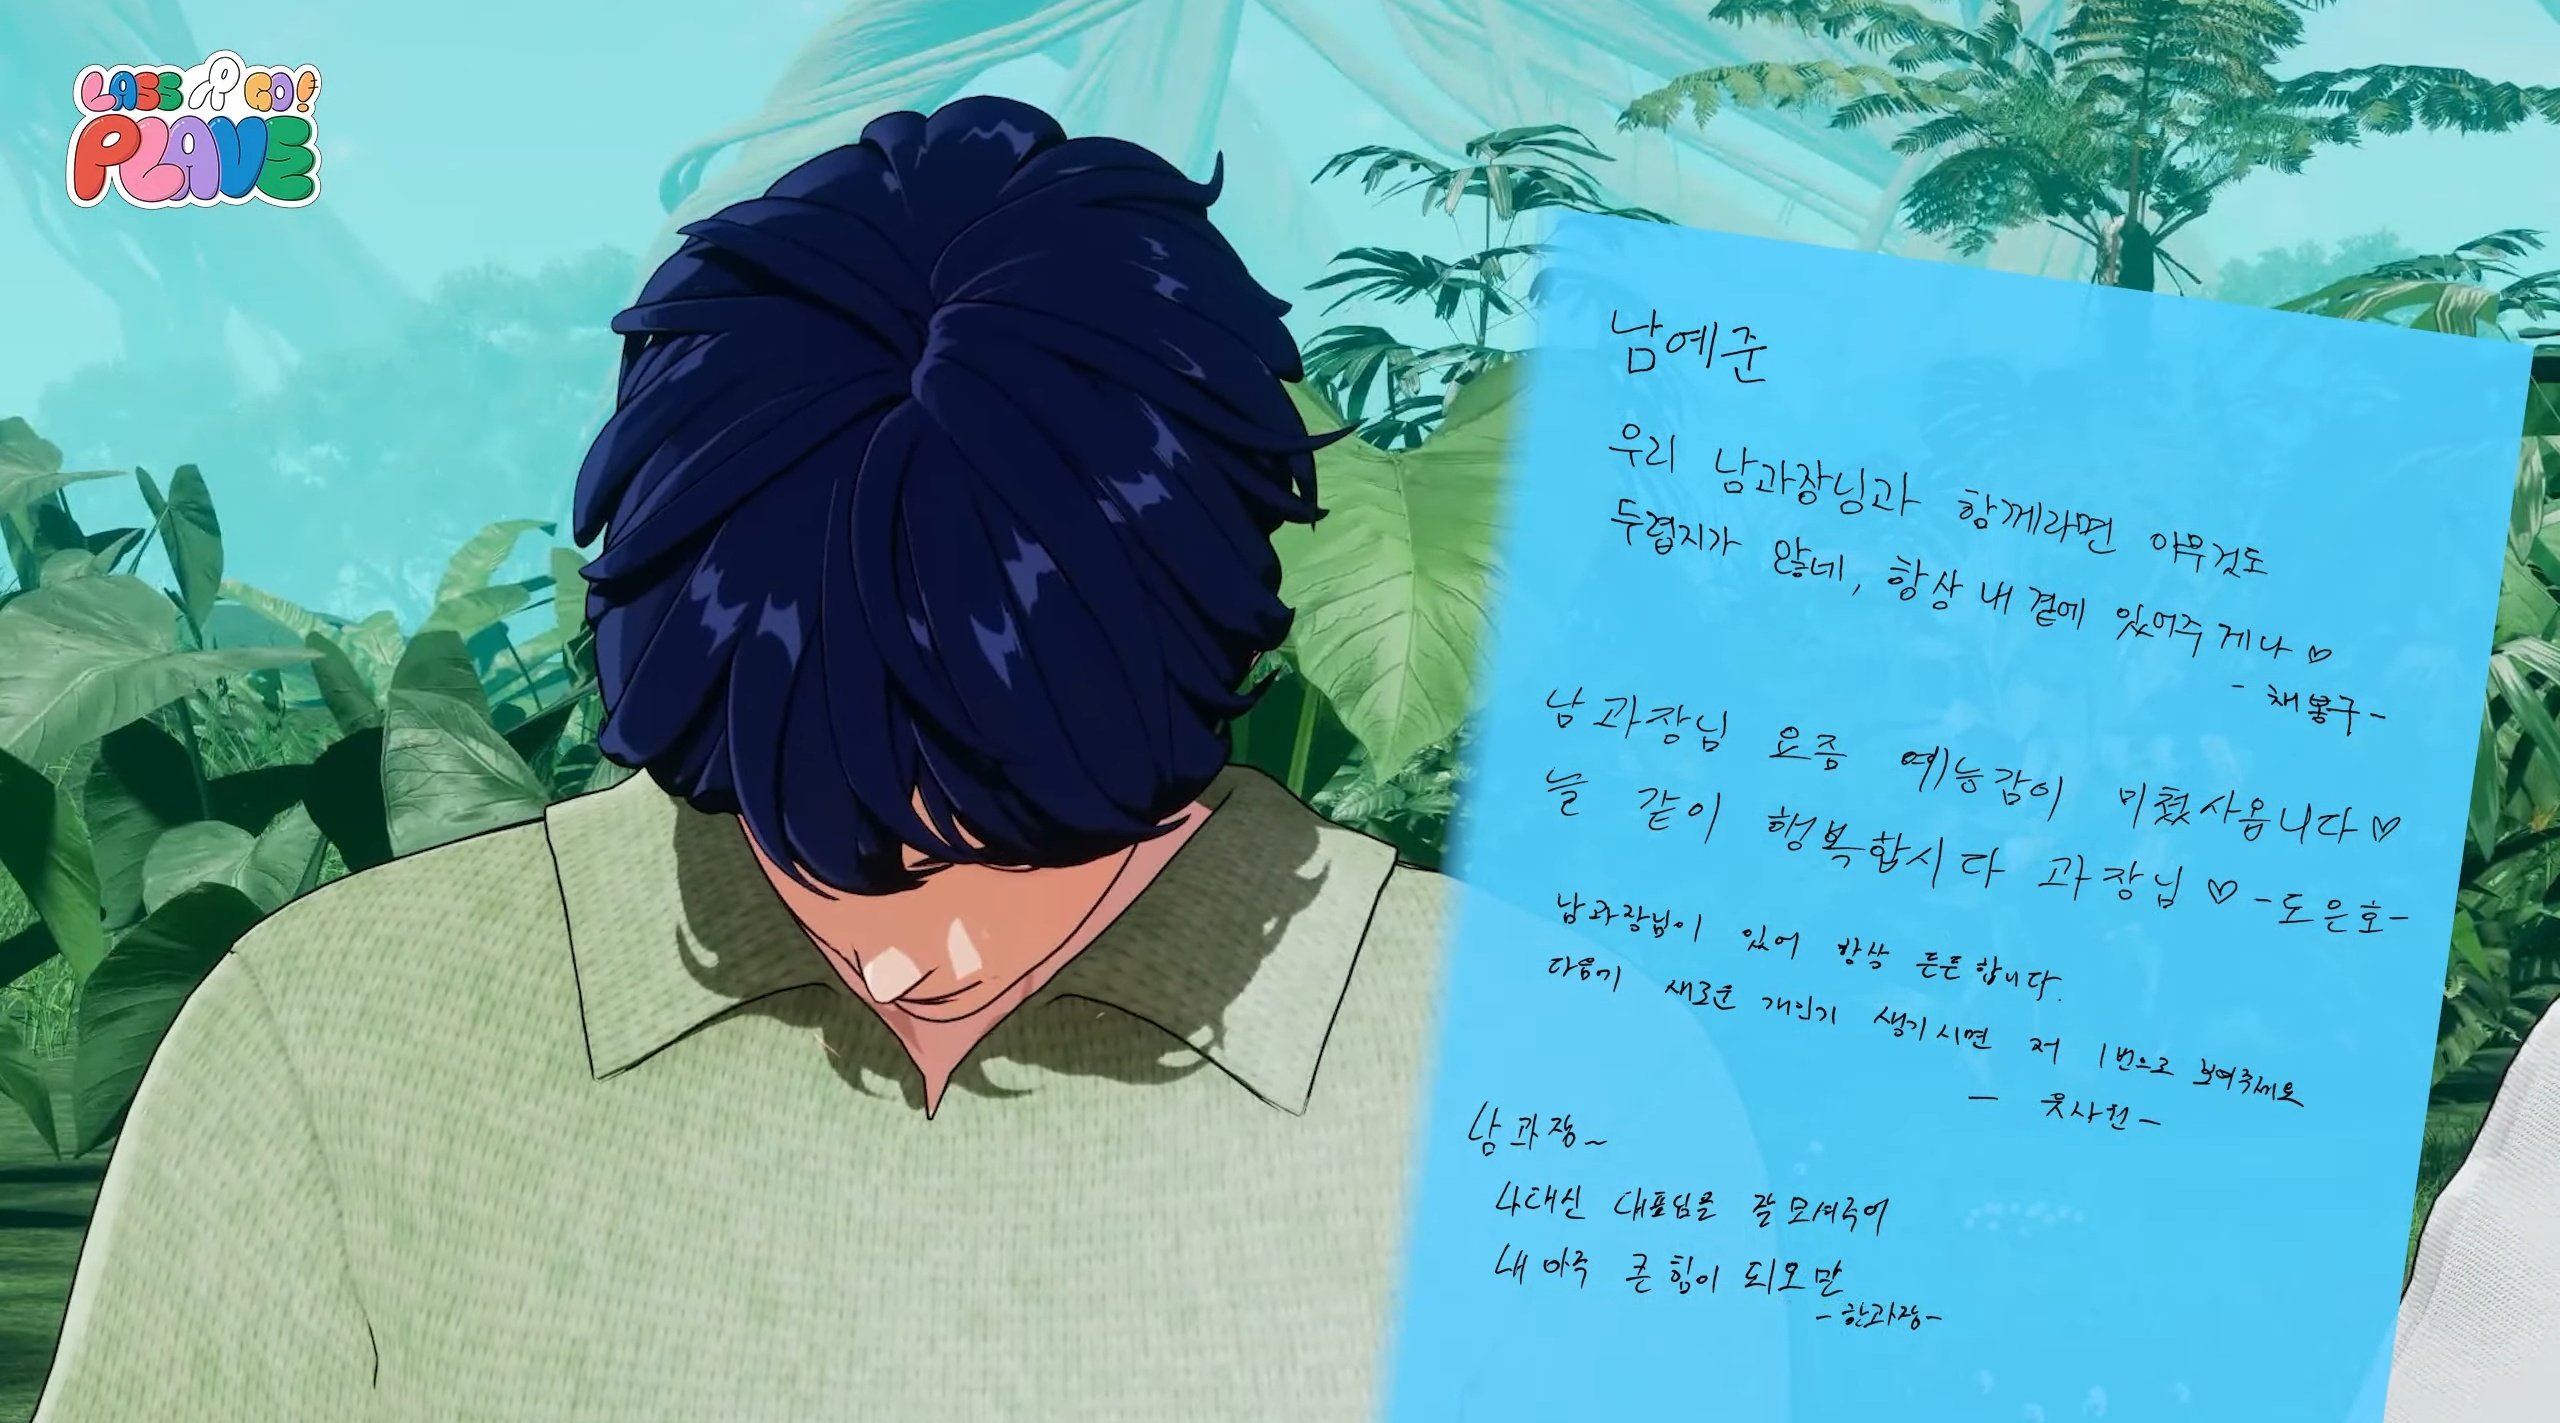 LASS GO!
PLAVE
남예준
우리 남과장님과 함께라면 아무것도
두렵지가 않네, 항상 내 곁에 있어주게나♡
- 채봉구 -
남과장님 요즘 예능감이 미쳤사옵니다♡
늘 같이 행복합시다 과장님♡ -도은호-
남과장님이 있어 항상 든든합니다.
다음기 새로운 개인기 생기시면 저 1번으로 보여주세요
- 읏사원 -
남과장~
나대신 대표님을 잘 모셔주어
내 아주 큰 힘이 되오만
-한과장-